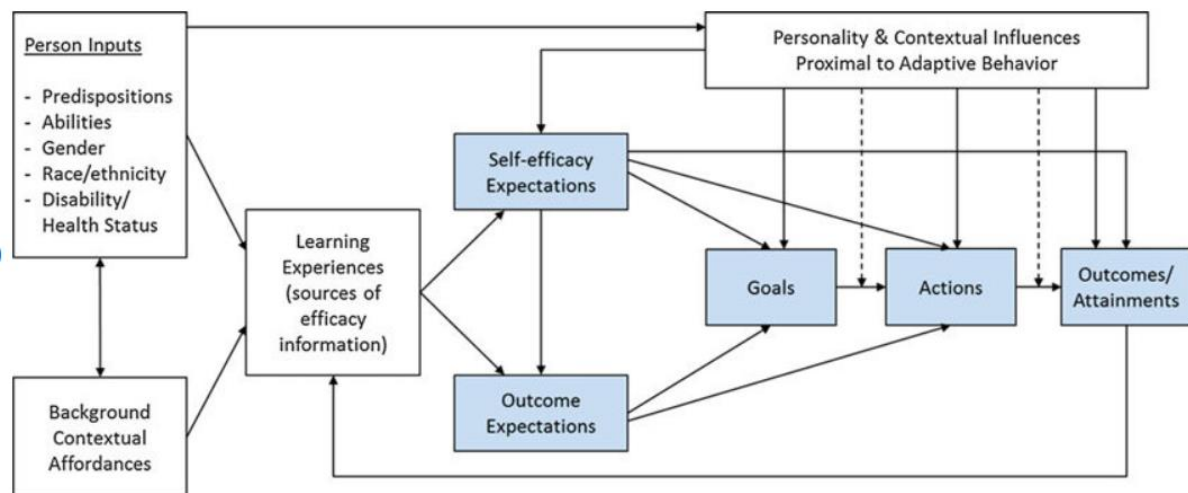 Person Inputs
- Predispositions
- Abilities
- Gender
- Race/ethnicity
- Disability/
Health Status
Background
Contextual
Affordances
Learning
Experiences
(sources of
efficacy
information)
Personality & Contextual Influences
Proximal to Adaptive Behavior
Self-efficacy
Expectations
Outcome
Expectations
Goals
Actions
Outcomes/
Attainments